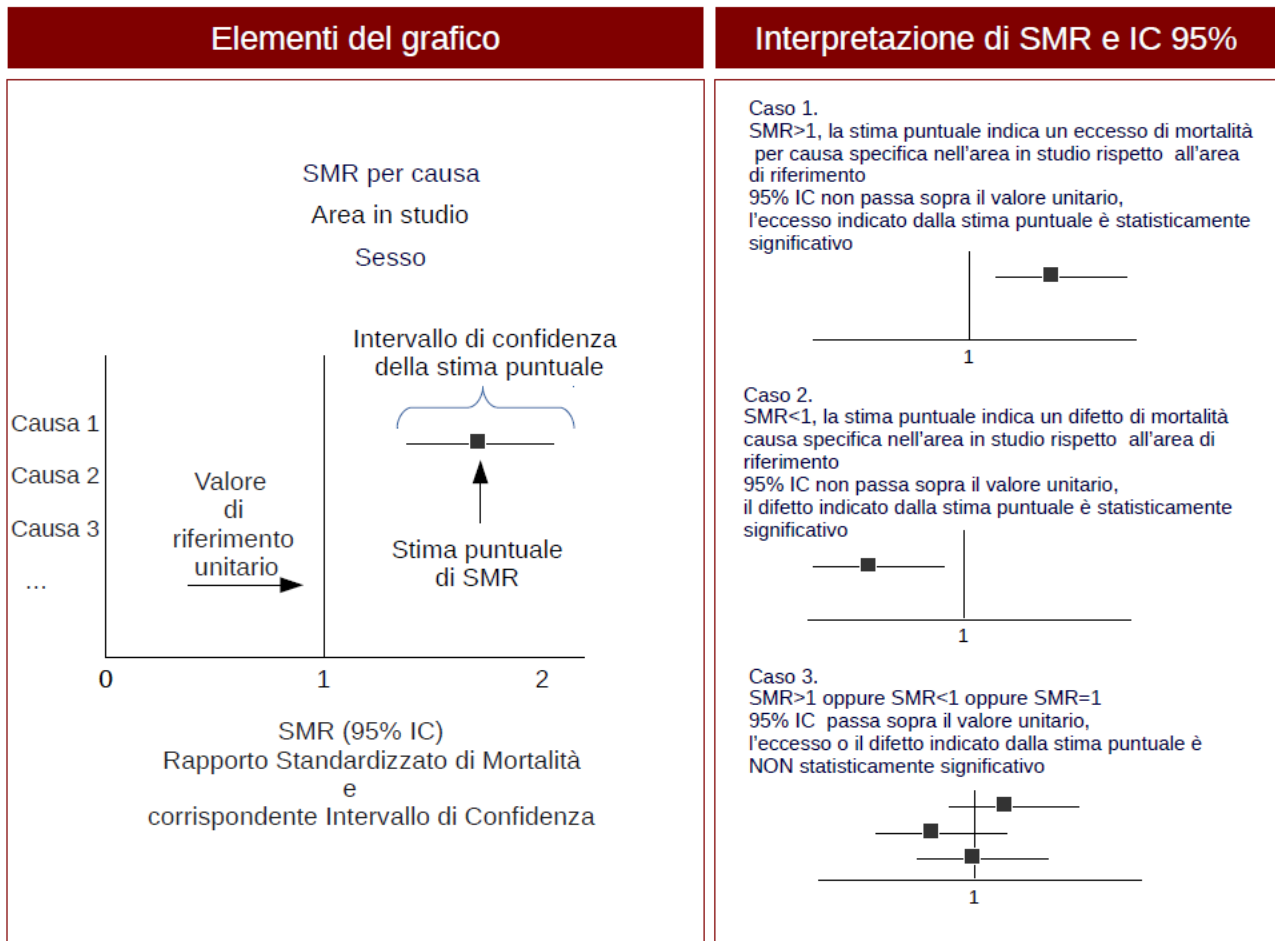 Elementi del grafico
SMR per causa
Area in studio
Sesso
Intervallo di confidenza
della stima puntuale
Causa 1
Causa 2
Causa 3
...
Valore
di
riferimento
unitario
Stima puntuale
di SMR
0
1
2
SMR (95% IC)
Rapporto Standardizzato di Mortalità
e
corrispondente Intervallo di Confidenza
Interpretazione di SMR e IC 95%
Caso 1.
SMR>1, la stima puntuale indica un eccesso di mortalità
per causa specifica nell'area in studio rispetto all'area
di riferimento
95% IC non passa sopra il valore unitario,
l'eccesso indicato dalla stima puntuale è statisticamente
significativo
1
Caso 2.
SMR<1, la stima puntuale indica un difetto di mortalità
causa specifica nell'area in studio rispetto all'area di
riferimento
95% IC non passa sopra il valore unitario,
il difetto indicato dalla stima puntuale è statisticamente
significativo
1
Caso 3.
SMR>1 oppure SMR<1 oppure SMR=1
95% IC passa sopra il valore unitario,
l'eccesso o il difetto indicato dalla stima puntuale è
NON statisticamente significativo
1